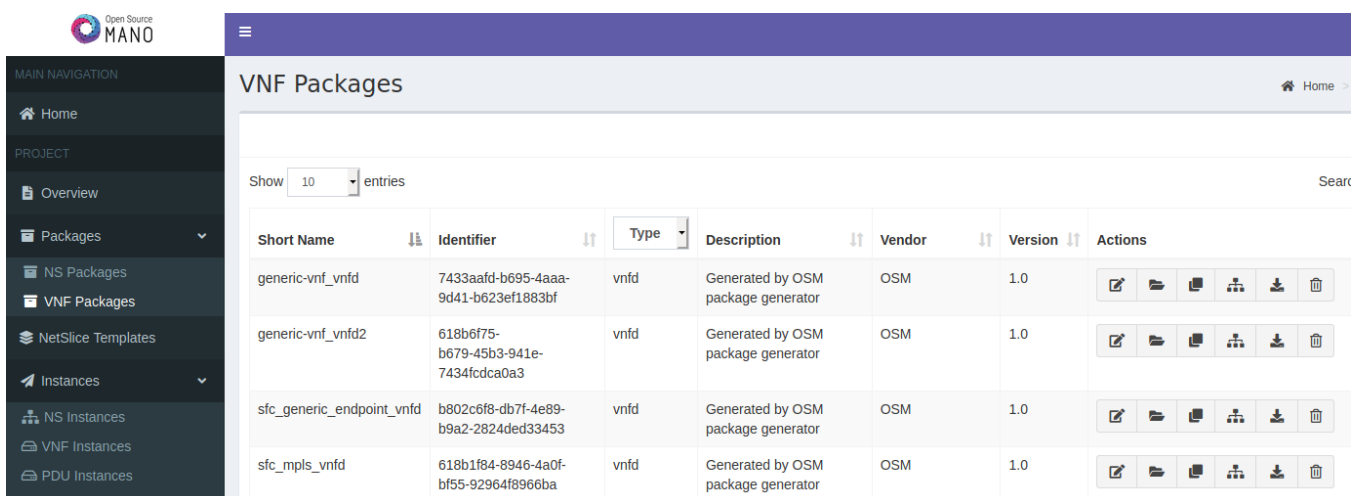 Open Source
MANO
MAIN NAVIGATION
Home
PROJECT
Overview
Packages
NS Packages
VNF Packages
NetSlice Templates
Instances
NS Instances
VNF Instances
PDU Instances
VNF Packages
Home >
Show 10 entries
Searc
Short Name Identifier Type Description Vendor Version Actions
generic-vnf_vnfd 7433aafd-b695-4aaa- vnfd Generated by OSM OSM 1.0
9d41-b623ef1883bf package generator
generic-vnf_vnfd2 618b6f75- vnfd Generated by OSM OSM 1.0
b679-45b3-941e- package generator
7434fcdca0a3
sfc_generic_endpoint_vnfd b802c6f8-db7f-4e89- vnfd Generated by OSM OSM 1.0
b9a2-2824ded33453 package generator
sfc_mpls_vnfd 618b1f84-8946-4a0f- vnfd Generated by OSM OSM 1.0
bf55-92964f8966ba package generator